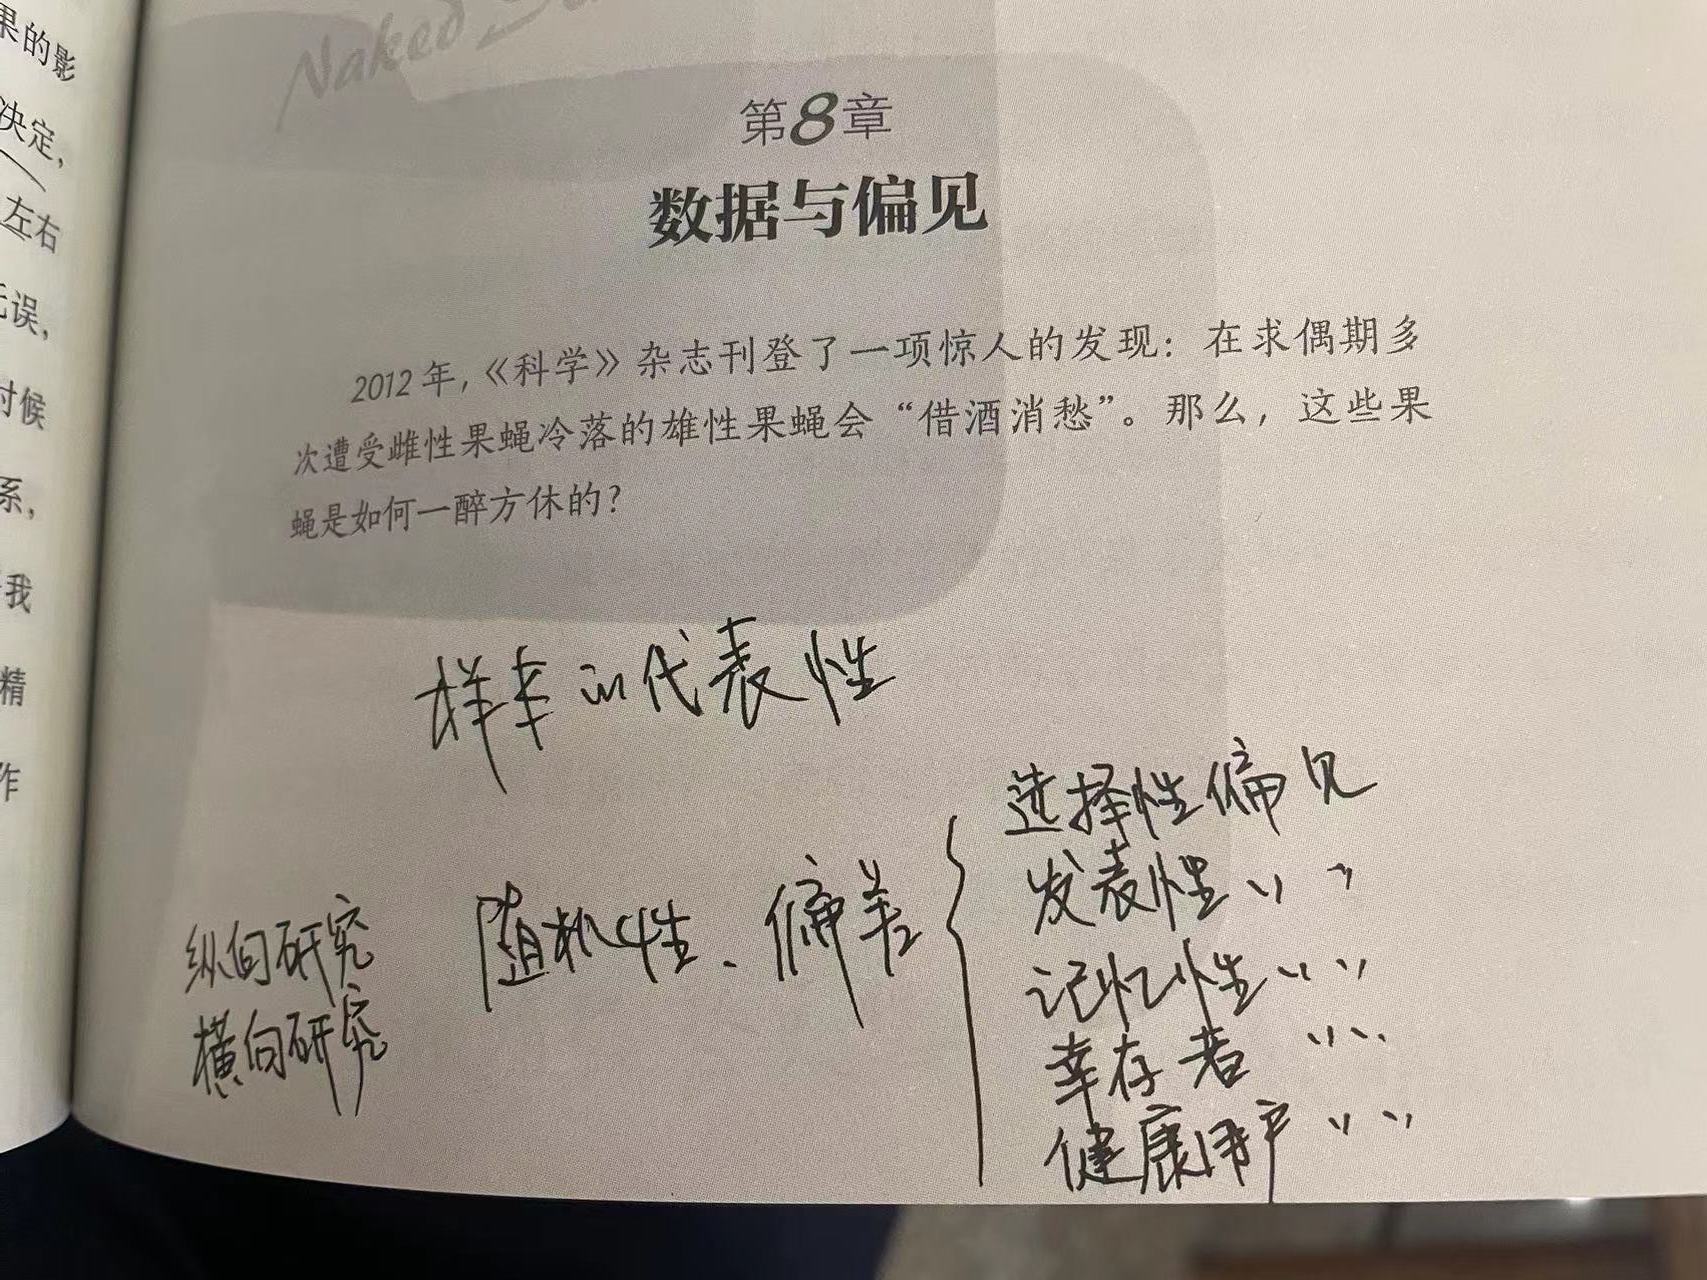 果的影
决定，
左右
无误，
时候
系，
我
精
作
Naked
第8章
数据与偏见
2012年，《科学》杂志刊登了一项惊人的发现：在求偶期多
次遭受雌性果蝇冷落的雄性果蝇会“借酒消愁”。那么，这些果
蝇是如何一醉方休的？
样本的代表性
选择性偏见
发表性〃〃
记忆性〃〃
幸存者〃〃
健康用户〃〃
随机性、偏差
纵向研究
横向研究